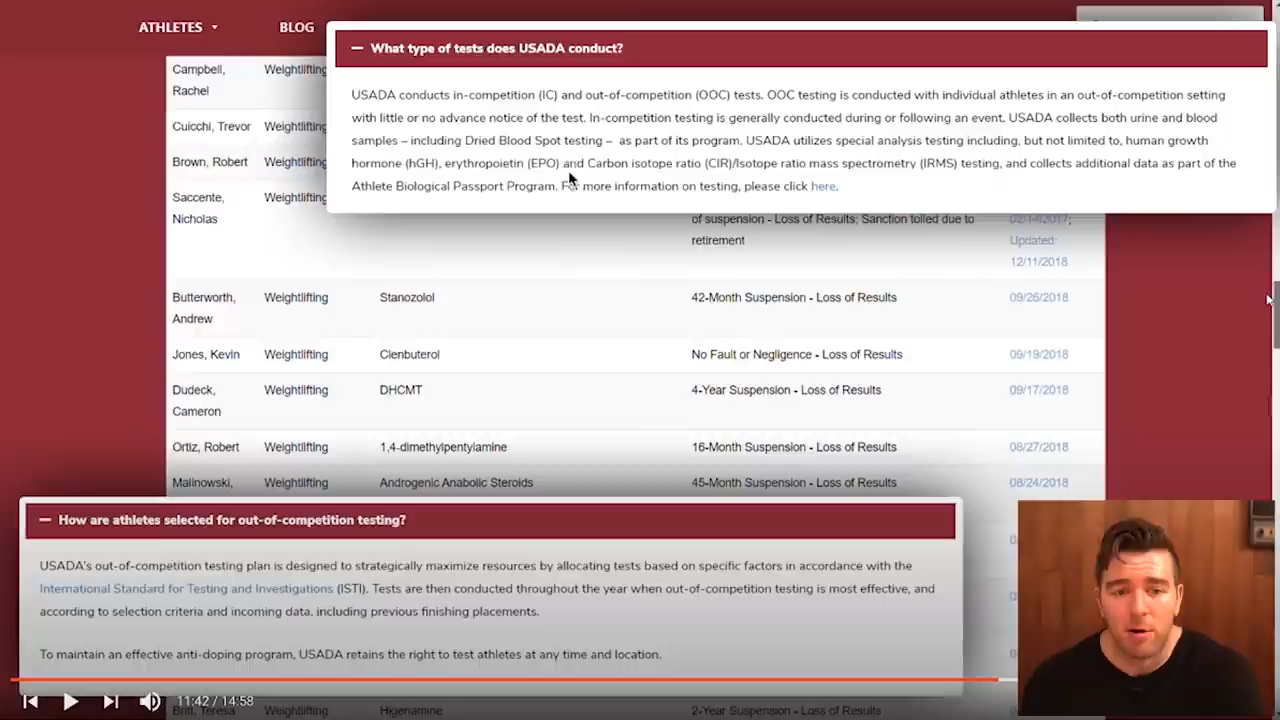 ATHLETES
BLOG
What type of tests does USADA conduct?
USADA conducts in-competition (IC) and out-of-competition (OOC) tests. OOC testing is conducted with individual athletes in an out-of-competition setting
with little or no advance notice of the test. In-competition testing is generally conducted during or following an event. USADA collects both urine and blood
samples – including Dried Blood Spot testing – as part of its program. USADA utilizes special analysis testing including, but not limited to, human growth
hormone (hGH), erythropoietin (EPO) and Carbon isotope ratio (CIR)/Isotope ratio mass spectrometry (IRMS) testing, and collects additional data as part of the
Athlete Biological Passport Program. For more information on testing, please click here.
Campbell, Weightlifting
Rachel
Cuicchi, Trevor Weightlifting
Brown, Robert Weightlifting
Saccente, Weightlifting
Nicholas of suspension - Loss of Results; Sanction tolled due to 02/14/2017;
retirement Updated:
12/11/2018
Butterworth, Weightlifting Stanozolol 42-Month Suspension - Loss of Results 09/26/2018
Andrew
Jones, Kevin Weightlifting Clenbuterol No Fault or Negligence - Loss of Results 09/19/2018
Dudeck, Weightlifting DHCMT 4-Year Suspension - Loss of Results 09/17/2018
Cameron
Ortiz, Robert Weightlifting 1,4-dimethylpentylamine 16-Month Suspension - Loss of Results 08/27/2018
Malinowski, Weightlifting Androgenic Anabolic Steroids 45-Month Suspension - Loss of Results 08/24/2018
How are athletes selected for out-of-competition testing?
USADA's out-of-competition testing plan is designed to strategically maximize resources by allocating tests based on specific factors in accordance with the
International Standard for Testing and Investigations (ISTI). Tests are then conducted throughout the year when out-of-competition testing is most effective, and
according to selection criteria and incoming data, including previous finishing placements.
To maintain an effective anti-doping program, USADA retains the right to test athletes at any time and location.
11:42 / 14:58
Britt, Teresa Weightlifting Higenamine 2-Year Suspension - Loss of Results